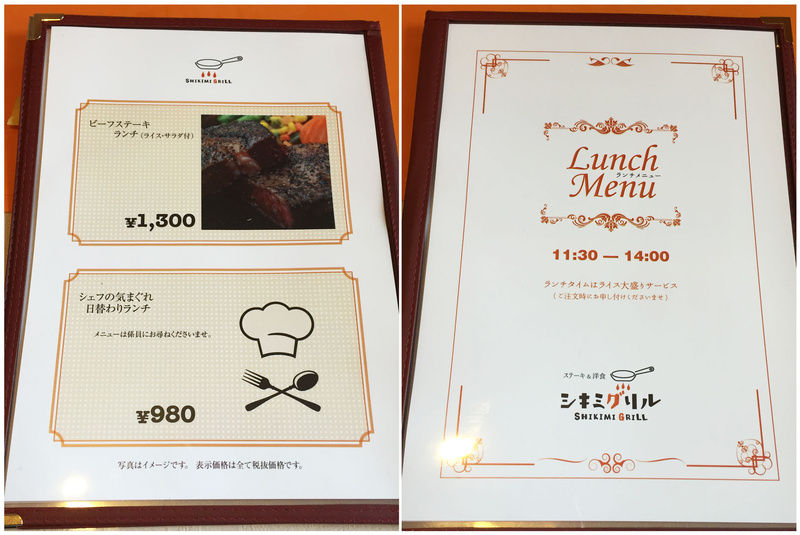 SHIKIMI GRILL
ビーフステーキ
ランチ (ライス・サラダ付)
¥1,300
シェフの気まぐれ
日替わりランチ
メニューは係員にお尋ねくださいませ。
¥980
写真はイメージです。 表示価格は全て税抜価格です。
Lunch
ランチメニュー
Menu
11:30 — 14:00
ランチタイムはライス大盛りサービス
(ご注文時にお申し付けくださいませ)
ステーキ & 洋食
シキミグリル
SHIKIMI GRILL